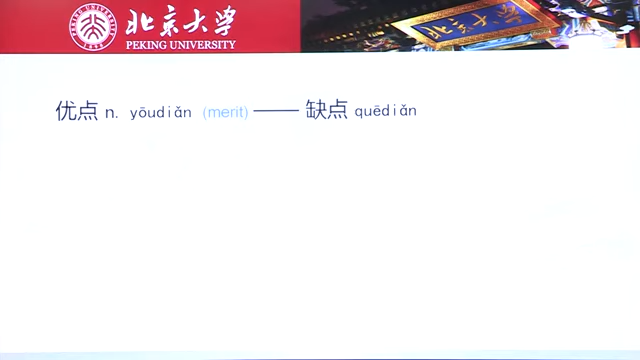 北京大学
PEKING UNIVERSITY
优点 n. yōudiǎn (merit) —— 缺点 quēdiǎn